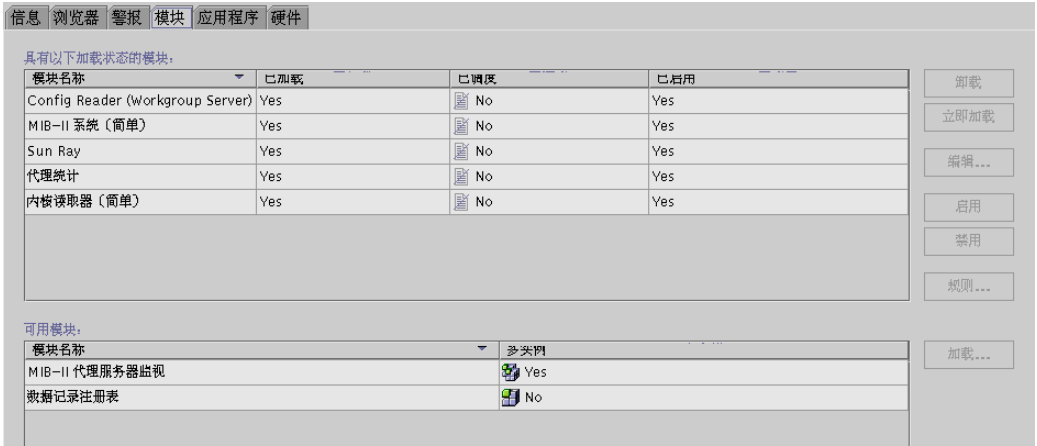 信息 浏览器 警报 模块 应用程序 硬件
具有以下加载状态的模块:
模块名称 已加载 已调度 已启用
Config Reader (Workgroup Server) Yes No Yes
MIB-II 系统（简单） Yes No Yes
Sun Ray Yes No Yes
代理统计 Yes No Yes
内核读取器（简单） Yes No Yes
卸载
立即加载
编辑...
启用
禁用
规则...
可用模块:
模块名称 多实例
MIB-II 代理服务器监视 Yes
数据记录注册表 No
加载...